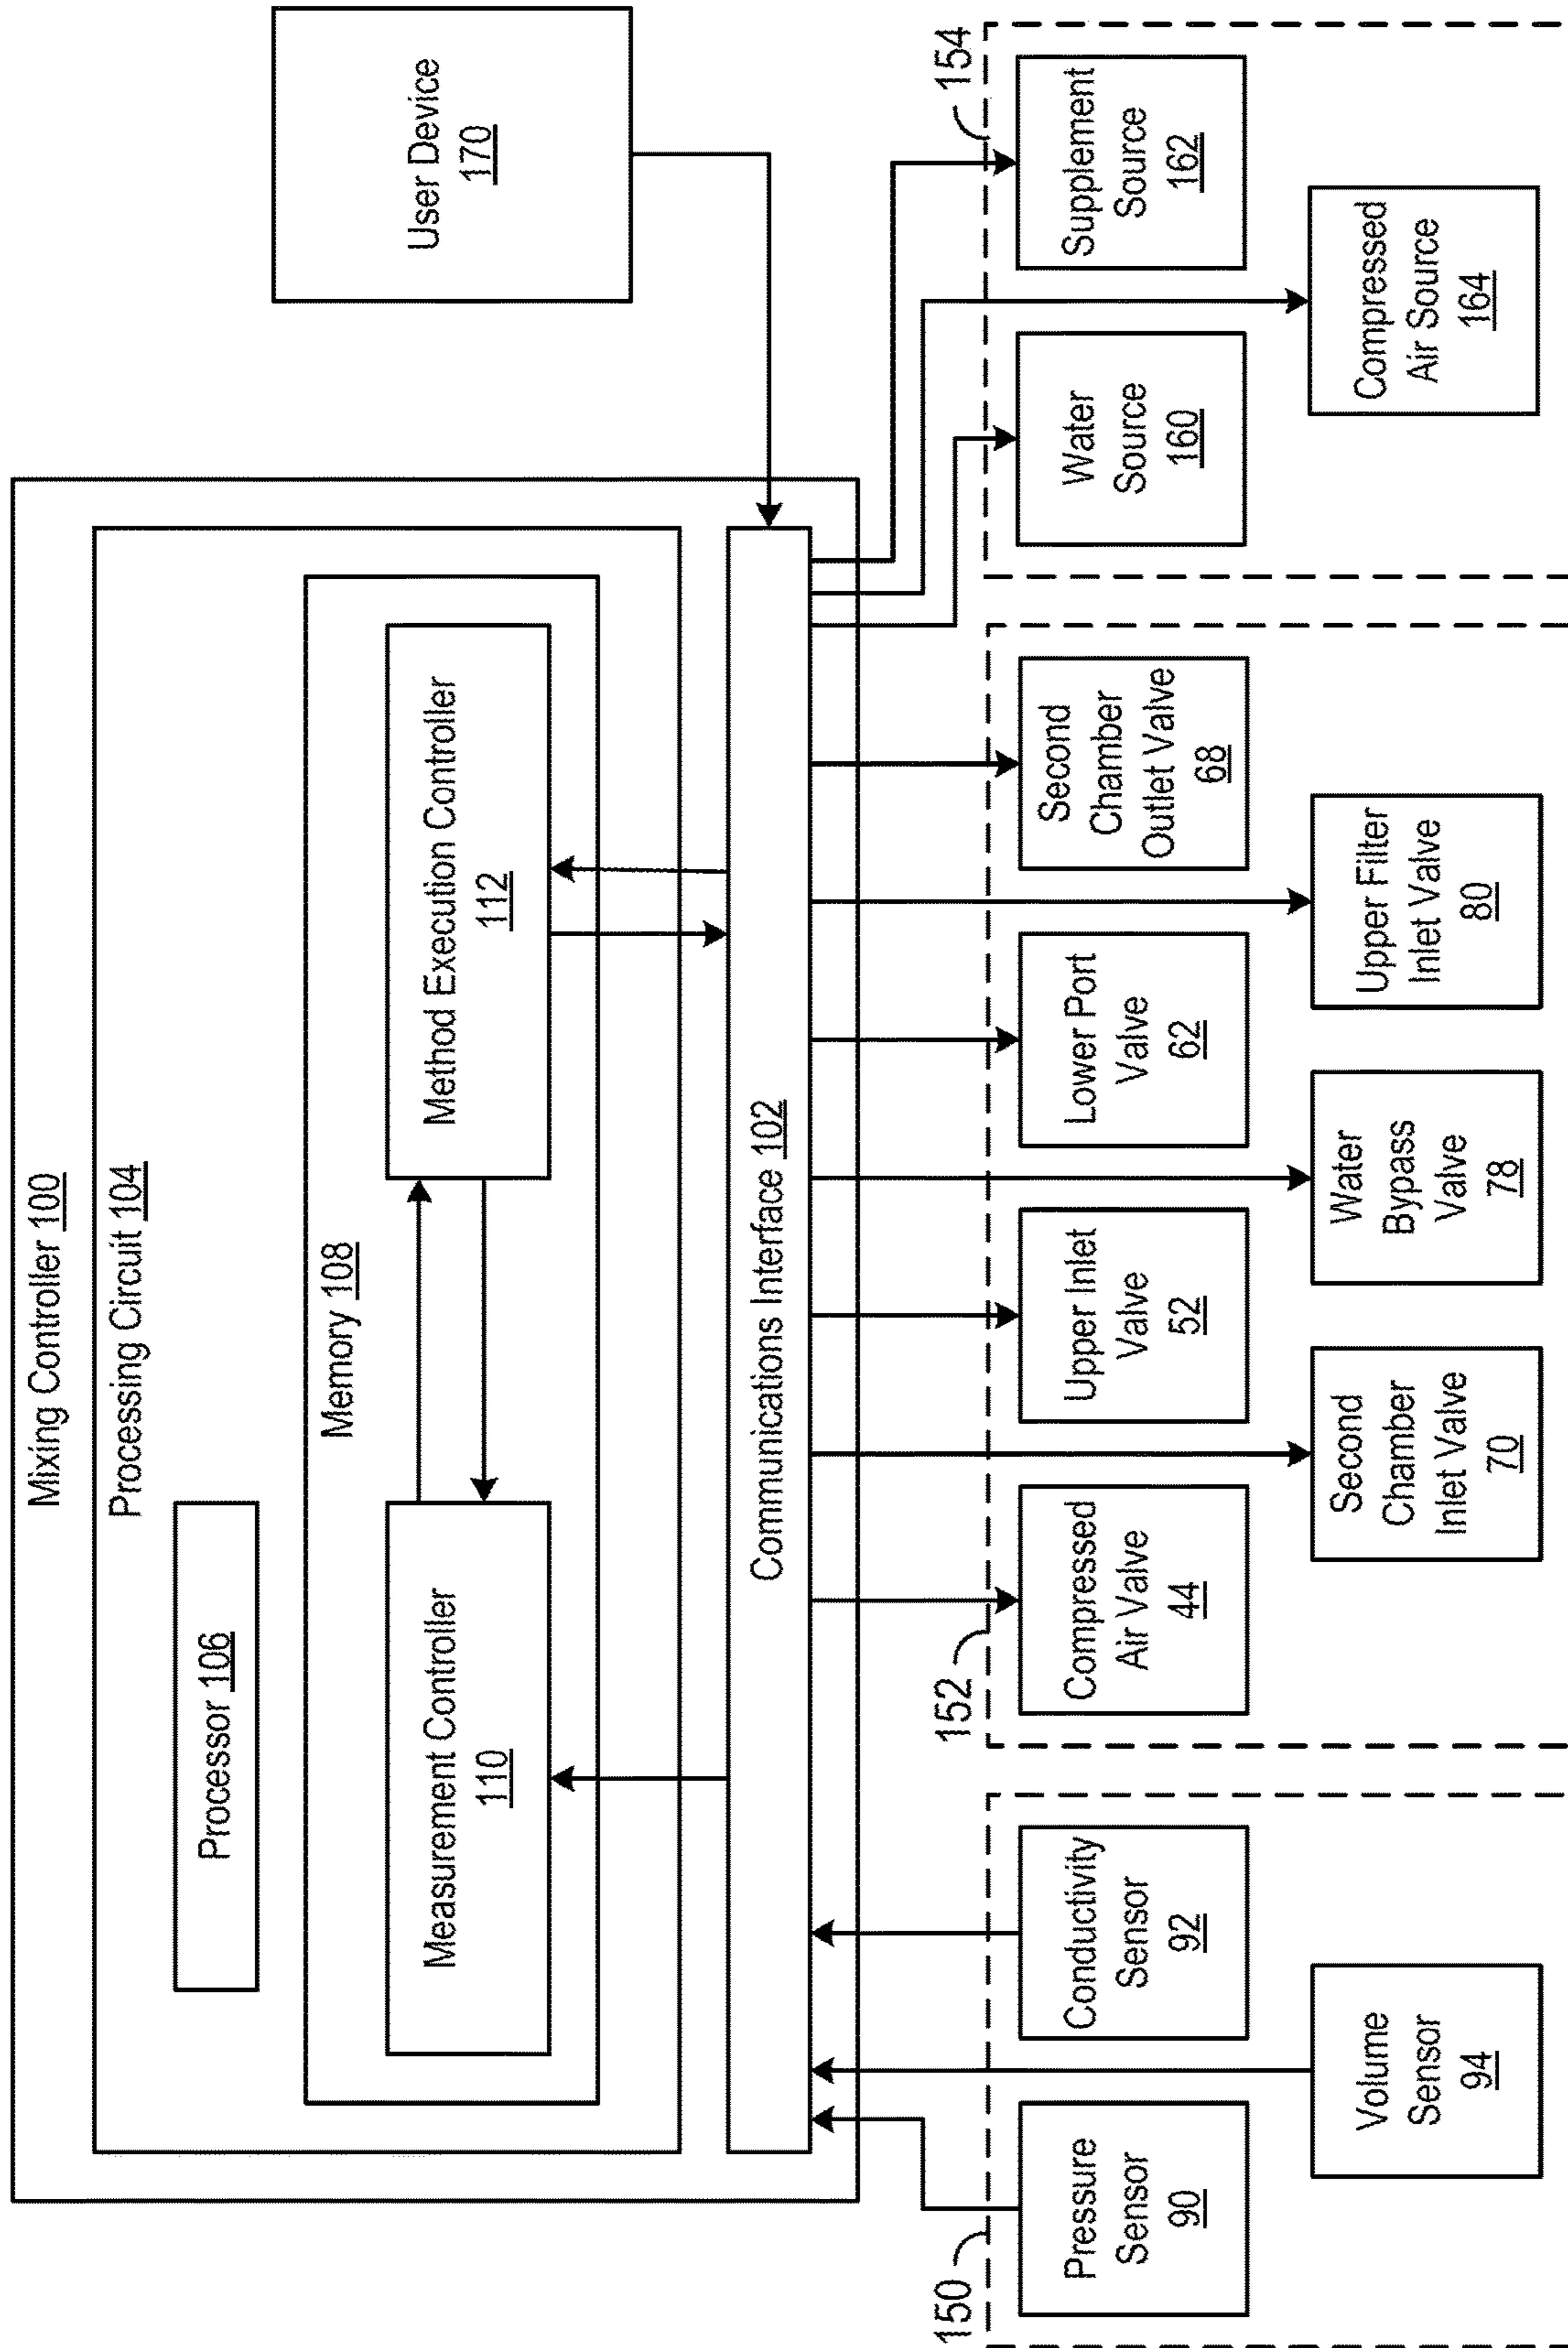 Mixing Controller 100
Processing Circuit 104
Processor 106
Memory 108
Measurement Controller
110
Method Execution Controller
112
Communications Interface 102
User Device
170
150
Pressure
Sensor
90
Conductivity
Sensor
92
Volume
Sensor
94
152
Compressed
Air Valve
44
Upper Inlet
Valve
52
Lower Port
Valve
62
Second
Chamber
Outlet Valve
68
Second
Chamber
Inlet Valve
70
Water
Bypass
Valve
78
Upper Filter
Inlet Valve
80
154
Water
Source
160
Supplement
Source
162
Compressed
Air Source
164